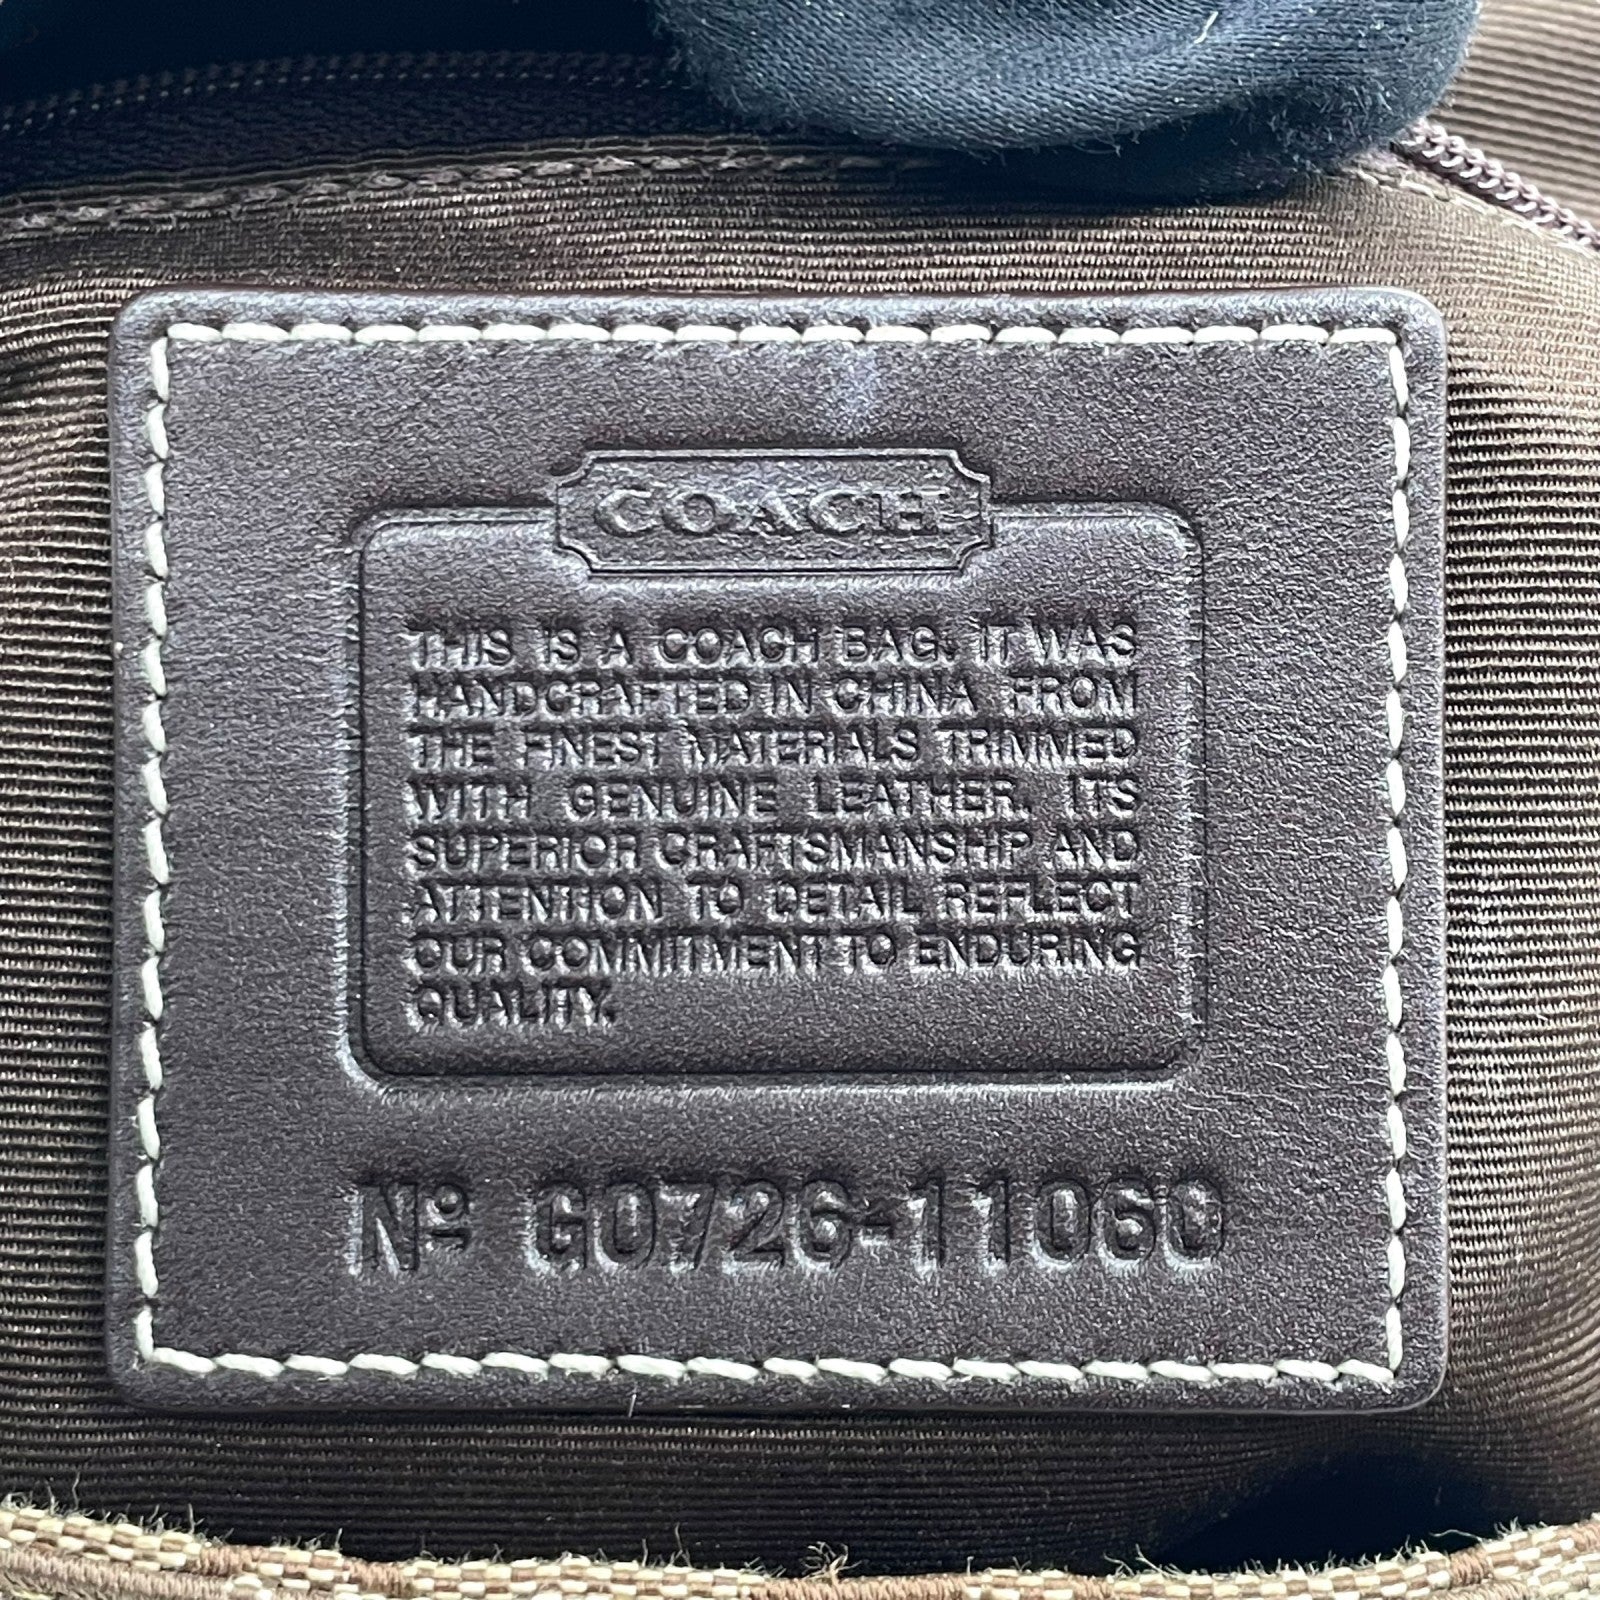 COACH
THIS IS A COACH BAG. IT WAS
HANDCRAFTED IN CHINA FROM
THE FINEST MATERIALS TRIMMED
WITH GENUINE LEATHER. ITS
SUPERIOR CRAFTSMANSHIP AND
ATTENTION TO DETAIL REFLECT
OUR COMMITMENT TO ENDURING
QUALITY.
Nº G0726-11060